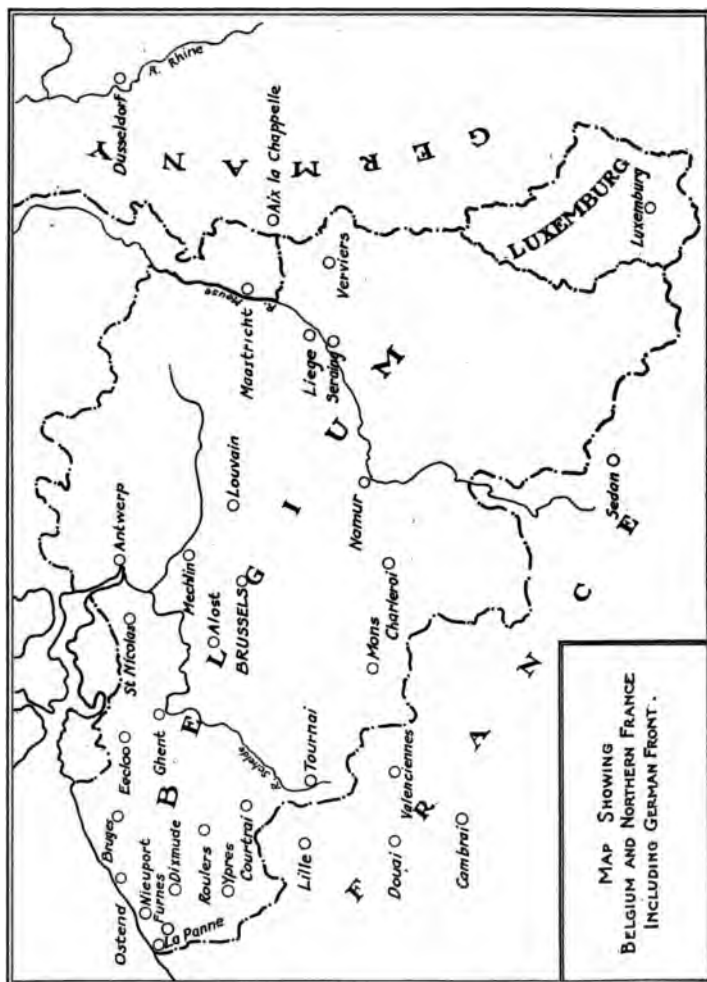 Dusseldorf
R. Rhine
GERMANY
Aix la Chappelle
LUXEMBURG
Luxemburg
R. Meuse
Maastricht
Verviers
Liege
Seraing
BELGIUM
Antwerp
Louvain
Mechlin
St Nicolas
Alost
BRUSSELS
Namur
Sedan
Charleroi
Mons
Eecloo
Ghent
R. Schelde
Tournai
Valenciennes
FRANCE
Bruges
Ostend
Nieuport
Furnes
Dixmude
La Panne
Roulers
Ypres
Courtrai
Lille
Douai
Cambrai
MAP SHOWING
BELGIUM AND NORTHERN FRANCE
INCLUDING GERMAN FRONT.